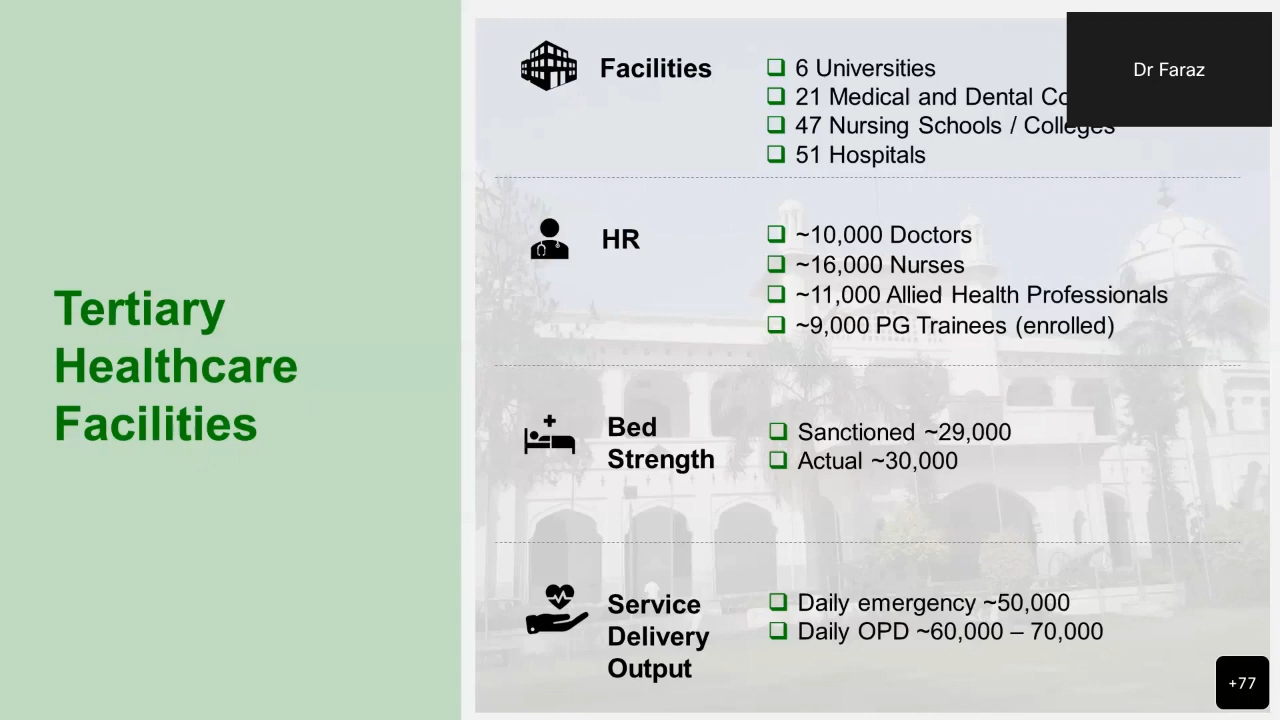 Tertiary
Healthcare
Facilities
Facilities
6 Universities
21 Medical and Dental
47 Nursing Schools / Colleges
51 Hospitals
HR
~10,000 Doctors
~16,000 Nurses
~11,000 Allied Health Professionals
~9,000 PG Trainees (enrolled)
Bed
Strength
Sanctioned ~29,000
Actual ~30,000
Service
Delivery
Output
Daily emergency ~50,000
Daily OPD ~60,000 – 70,000
Dr Faraz
+77